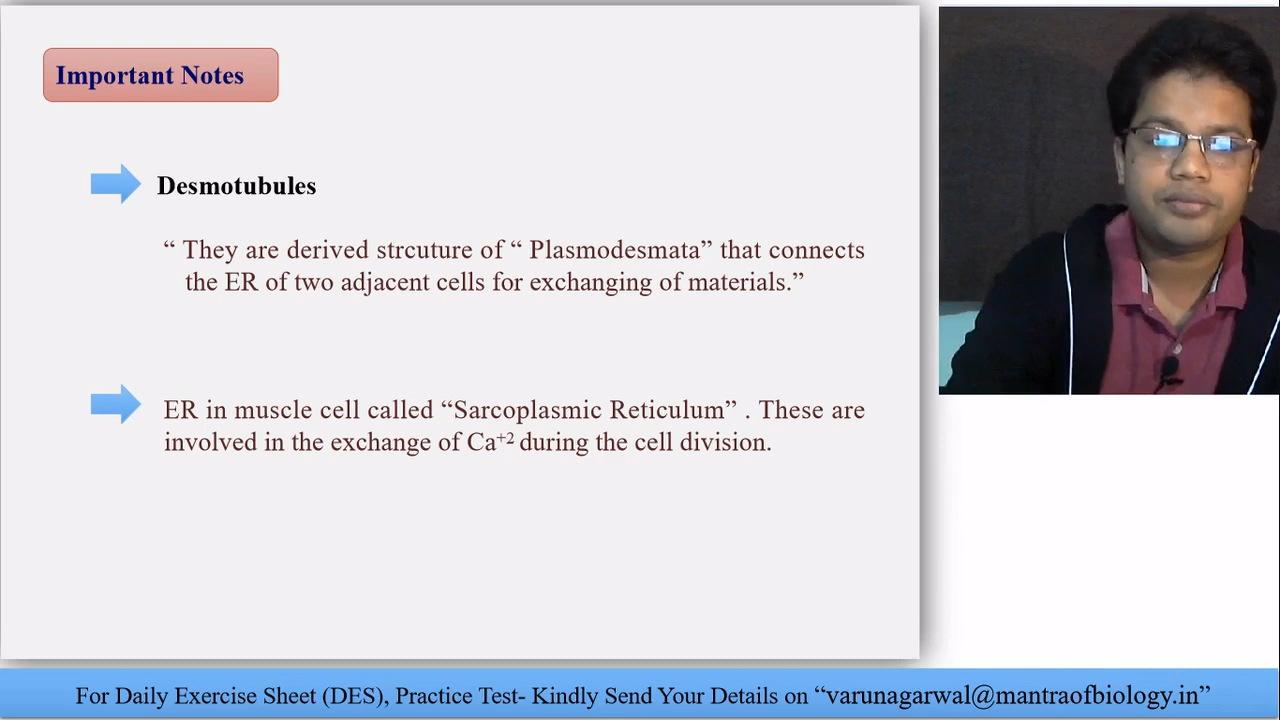 Important Notes
Desmotubules
“ They are derived strcuture of “ Plasmodesmata” that connects
the ER of two adjacent cells for exchanging of materials.”
ER in muscle cell called “Sarcoplasmic Reticulum” . These are
involved in the exchange of Ca⁺² during the cell division.
For Daily Exercise Sheet (DES), Practice Test- Kindly Send Your Details on “varunagarwal@mantraofbiology.in”